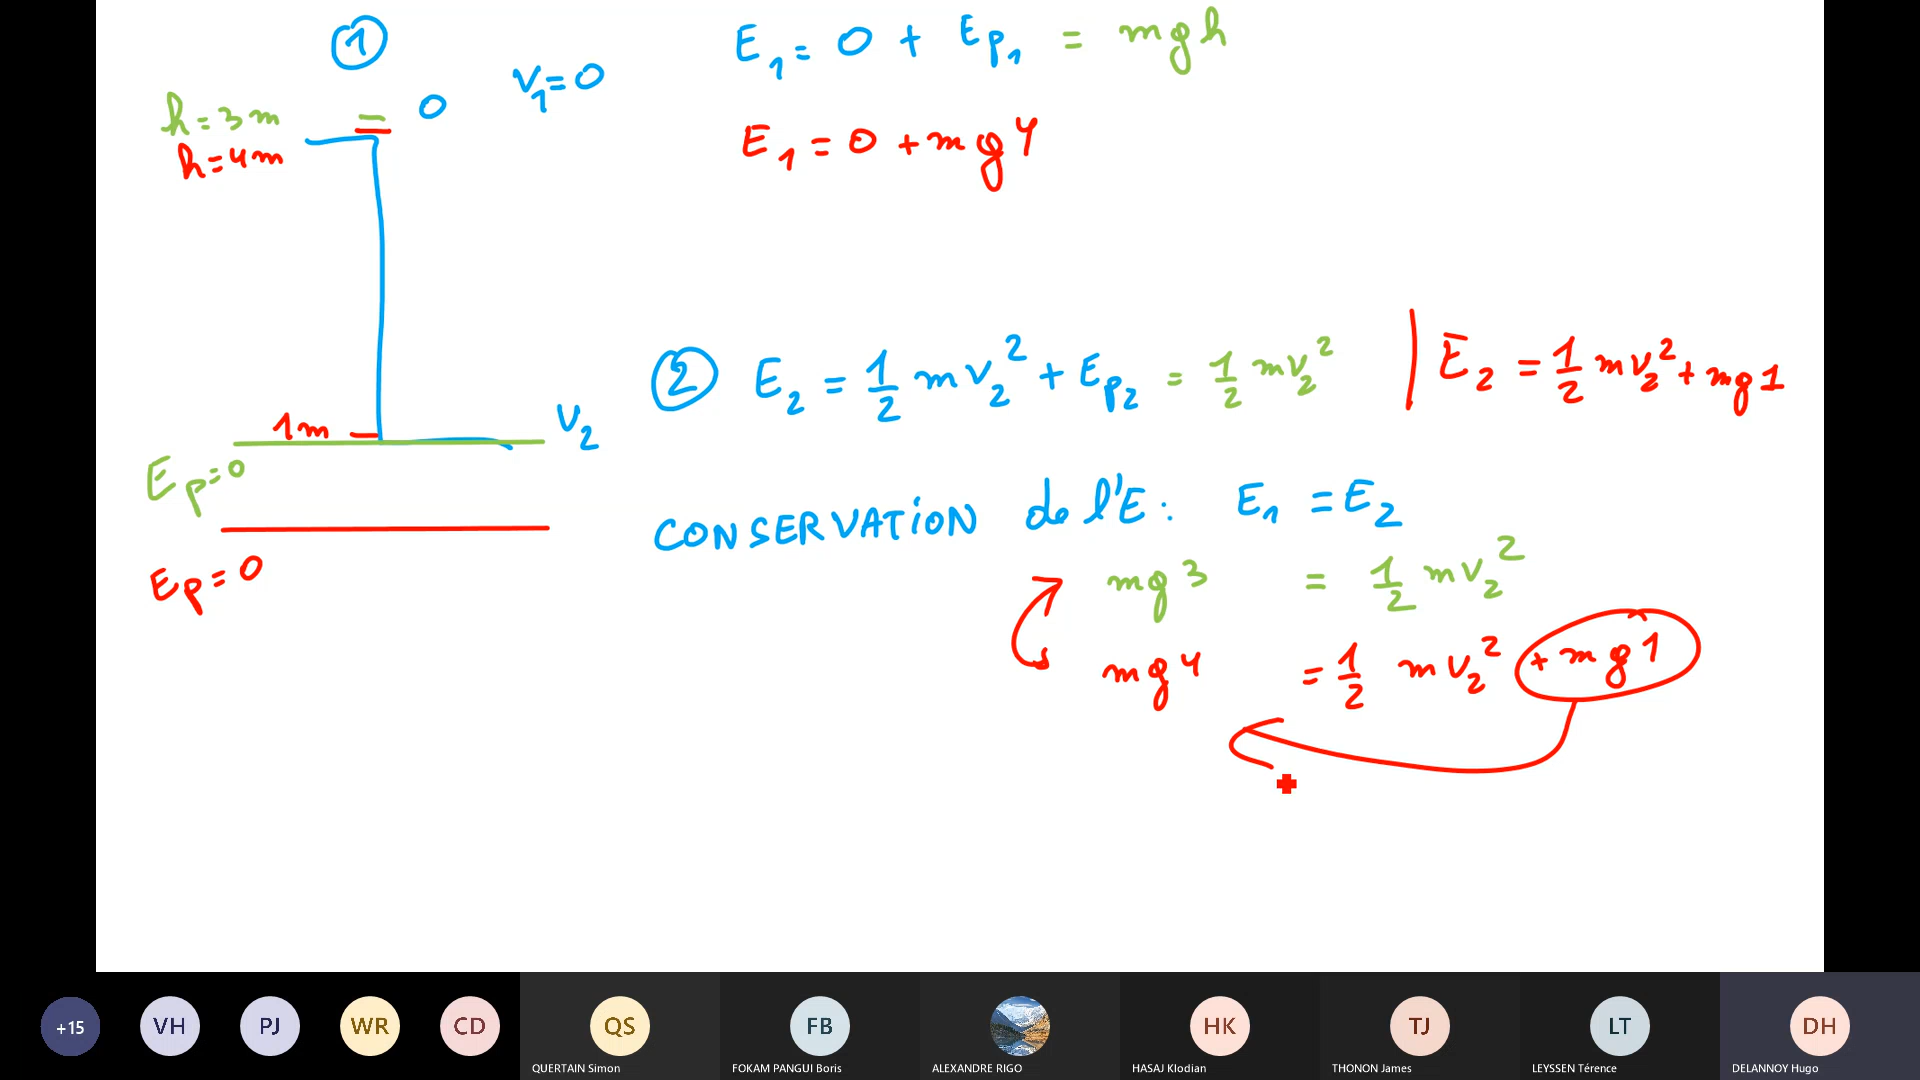 ①
E₁ = 0 + Eₚ₁ = mgh
v₁ = 0
h = 3m
0
h = 4m
E₁ = 0 + mg4
② E₂ = 1/2 mv₂² + Eₚ₂ = 1/2 mv₂² | E₂ = 1/2 mv₂² + mg1
1m
v₂
Eₚ = 0
CONSERVATION de l'E : E₁ = E₂
Eₚ = 0
mg3 = 1/2 mv₂²
mg4 = 1/2 mv₂² + mg1
+15
VH
PJ
WR
CD
QS
FB
HK
TJ
LT
DH
QUERTAIN Simon
FOKAM PANGUI Boris
ALEXANDRE RIGO
HASAJ Klodian
THONON James
LEYSSEN Térence
DELANNOY Hugo